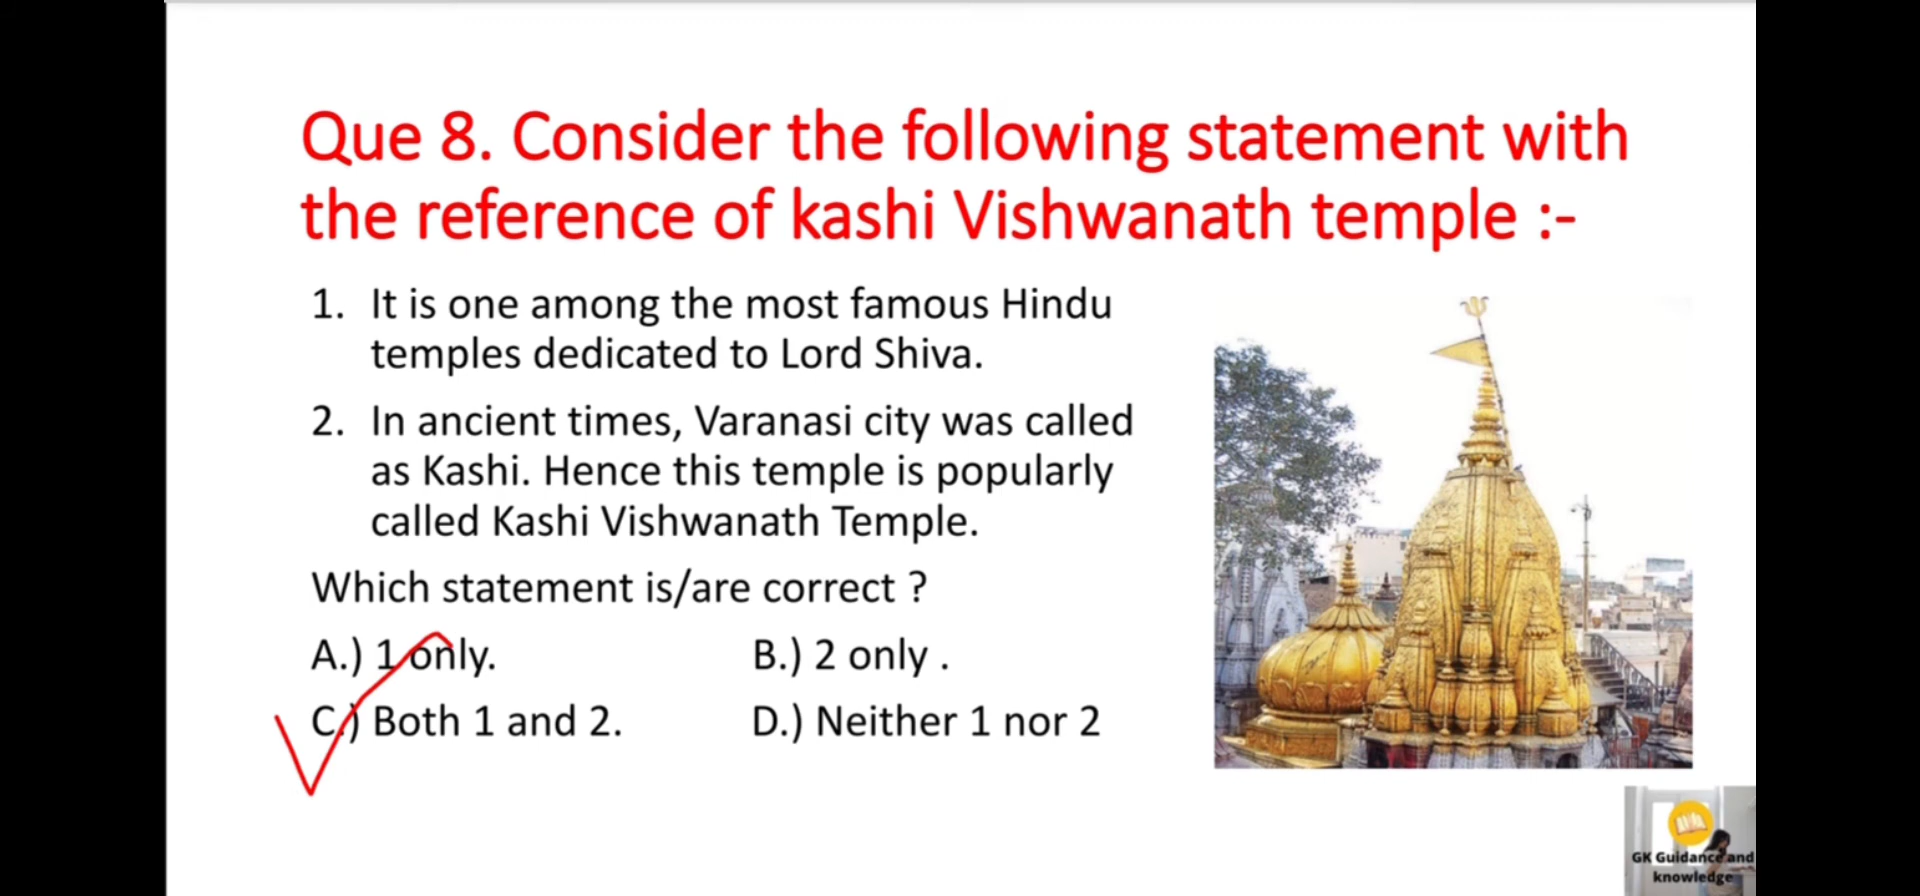 Que 8. Consider the following statement with
the reference of kashi Vishwanath temple :-
1. It is one among the most famous Hindu
temples dedicated to Lord Shiva.
2. In ancient times, Varanasi city was called
as Kashi. Hence this temple is popularly
called Kashi Vishwanath Temple.
Which statement is/are correct ?
A.) 1 only.
B.) 2 only .
C.) Both 1 and 2.
D.) Neither 1 nor 2
GK Guidance and
knowledge